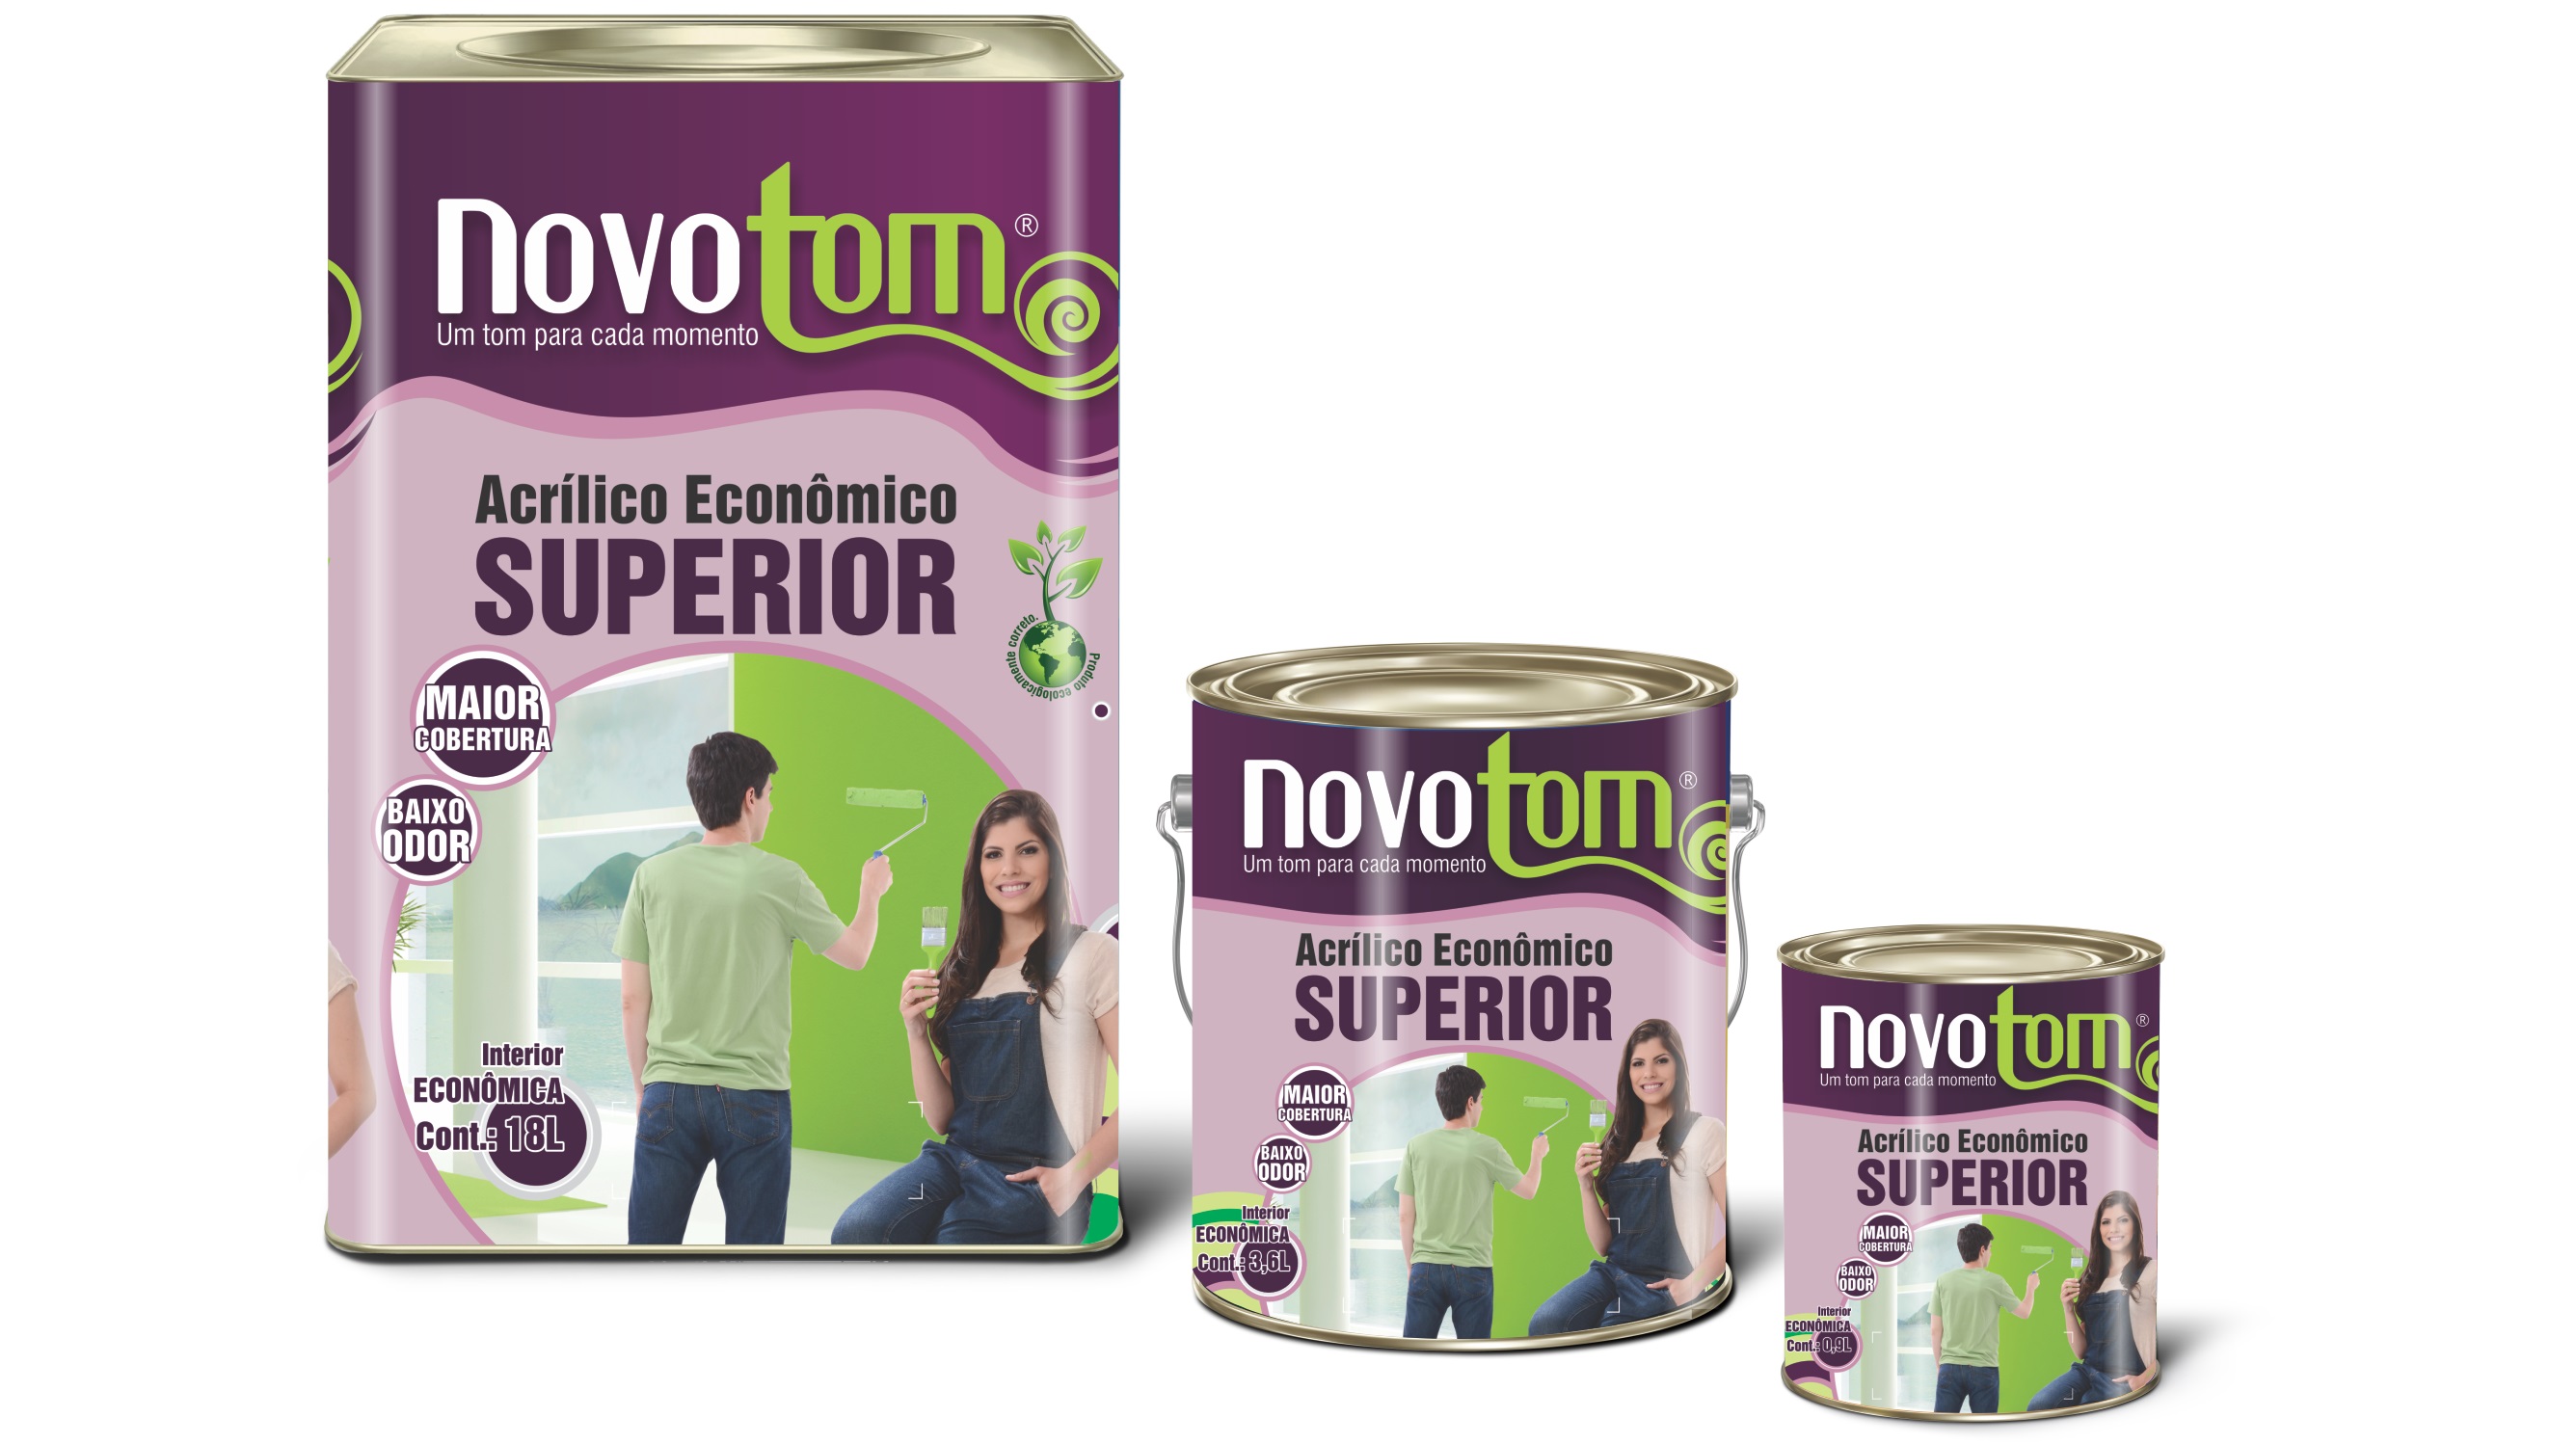 novotom®
Um tom para cada momento
Acrílico Econômico
SUPERIOR
Produto ecologicamente correto.
MAIOR
COBERTURA
BAIXO
ODOR
Interior
ECONÔMICA
Cont.: 18L
novotom®
Um tom para cada momento
Acrílico Econômico
SUPERIOR
MAIOR
COBERTURA
BAIXO
ODOR
Interior
ECONÔMICA
Cont.: 3,6L
novotom®
Um tom para cada momento
Acrílico Econômico
SUPERIOR
MAIOR
COBERTURA
BAIXO
ODOR
Interior
ECONÔMICA
Cont.: 0,9L